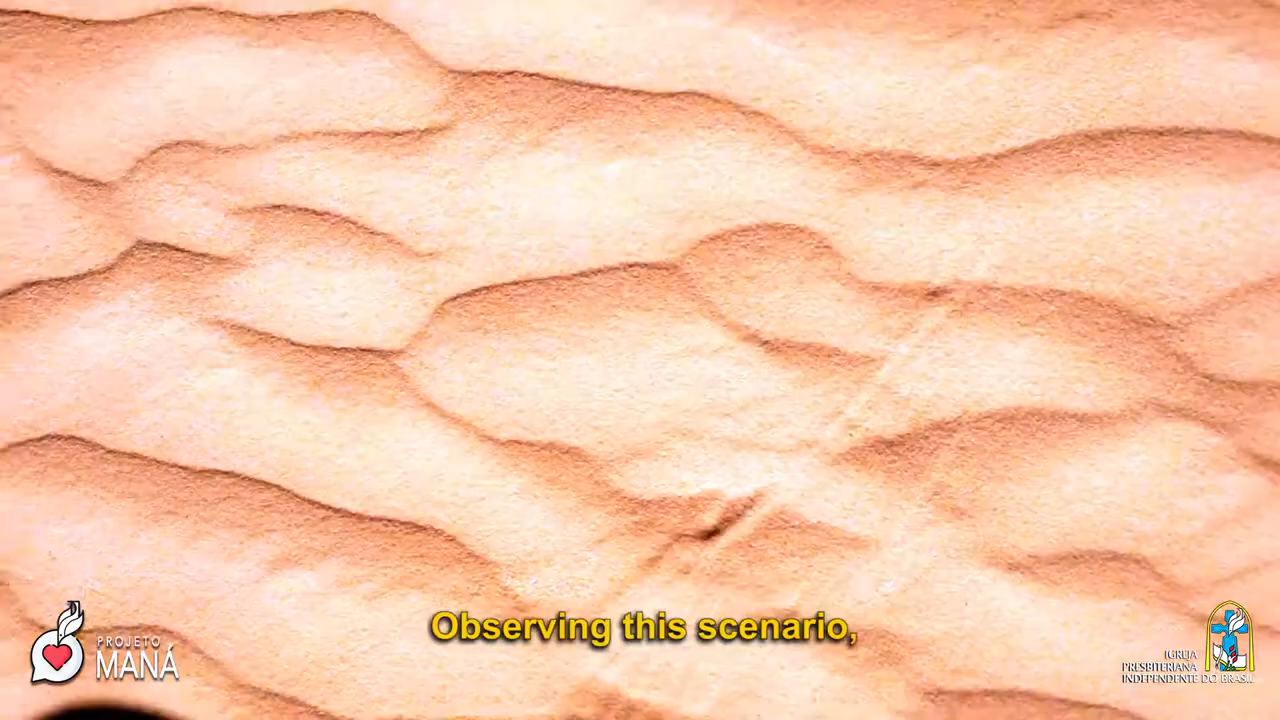 Observing this scenario,
PROJETO
MANÁ
IGREJA
PRESBITERIANA
INDEPENDENTE DO BRASIL